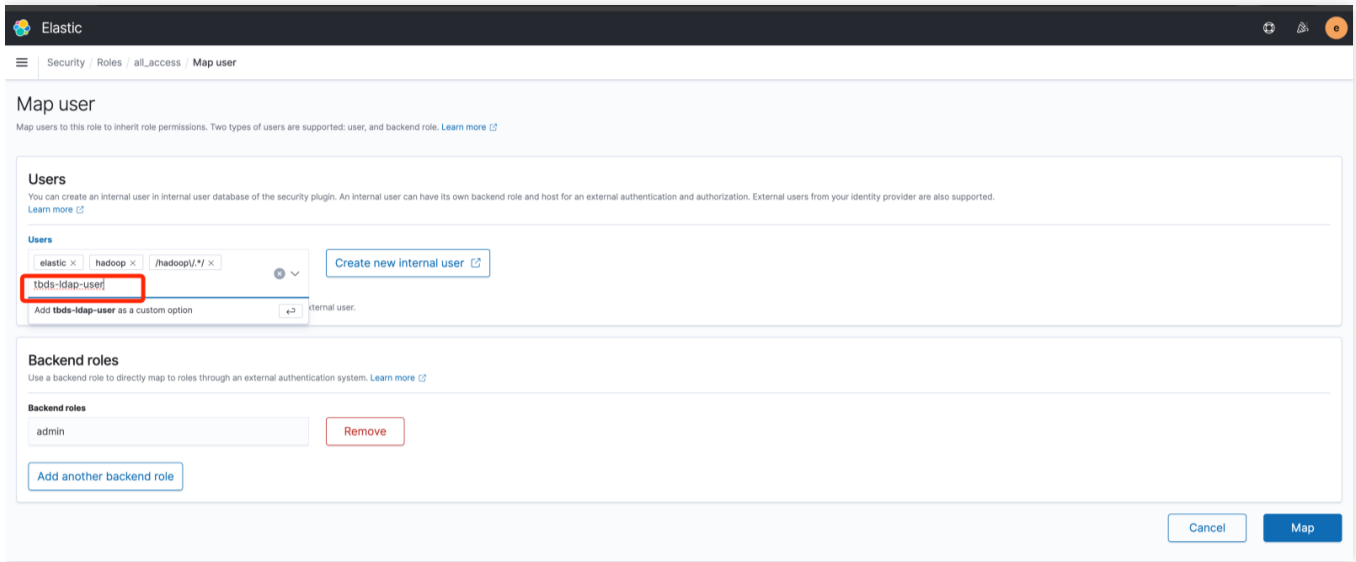 Elastic
e
Security / Roles / all_access / Map user
Map user
Map users to this role to inherit role permissions. Two types of users are supported: user, and backend role. Learn more
Users
You can create an internal user in internal user database of the security plugin. An internal user can have its own backend role and host for an external authentication and authorization. External users from your identity provider are also supported.
Learn more
Users
elastic × hadoop × /hadoop\/.*/ ×
Create new internal user
tbds-ldap-user
Add tbds-ldap-user as a custom option
xternal user.
Backend roles
Use a backend role to directly map to roles through an external authentication system. Learn more
Backend roles
admin
Remove
Add another backend role
Cancel
Map